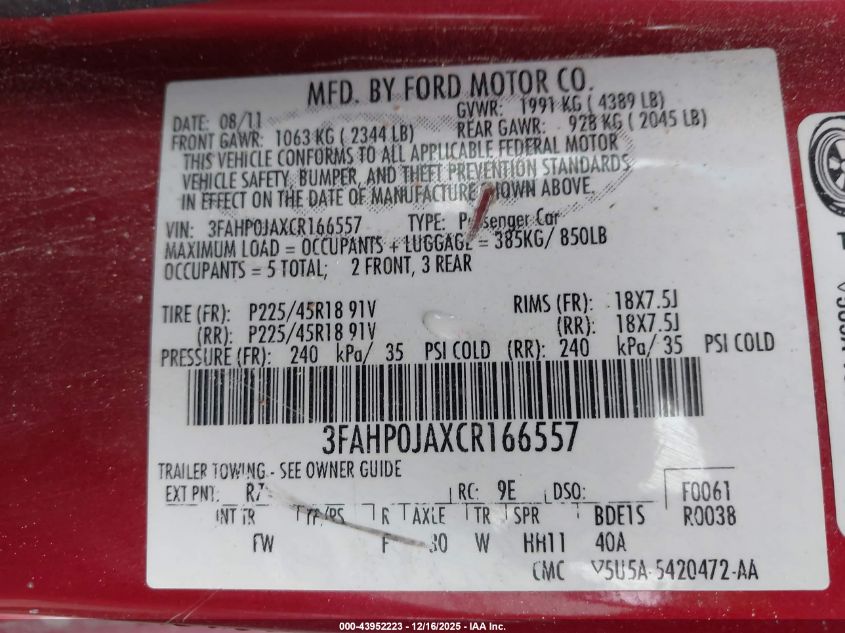 MFD. BY FORD MOTOR CO.
DATE: 08/11 GVWR: 1991 KG ( 4389 LB)
FRONT GAWR: 1063 KG ( 2344 LB) REAR GAWR: 928 KG ( 2045 LB)
THIS VEHICLE CONFORMS TO ALL APPLICABLE FEDERAL MOTOR
VEHICLE SAFETY, BUMPER, AND THEFT PREVENTION STANDARDS
IN EFFECT ON THE DATE OF MANUFACTURE SHOWN ABOVE.
VIN: 3FAHP0JAXCR166557 TYPE: Passenger Car
MAXIMUM LOAD = OCCUPANTS + LUGGAGE = 385KG/ 850LB
OCCUPANTS = 5 TOTAL; 2 FRONT, 3 REAR
TIRE (FR): P225/45R18 91V RIMS (FR): 18X7.5J
(RR): P225/45R18 91V (RR): 18X7.5J
PRESSURE (FR): 240 kPa/ 35 PSI COLD (RR): 240 kPa/ 35 PSI COLD
3FAHP0JAXCR166557
TRAILER TOWING - SEE OWNER GUIDE
EXT PNT: RZ RC: 9E DSO: F0061
INT TR TYP/PS R AXLE TR SPR BDE1S R0038
FW F 30 W HH11 40A
CMC V5U5A-5420472-AA
000-43952223 - 12/16/2025 - IAA Inc.